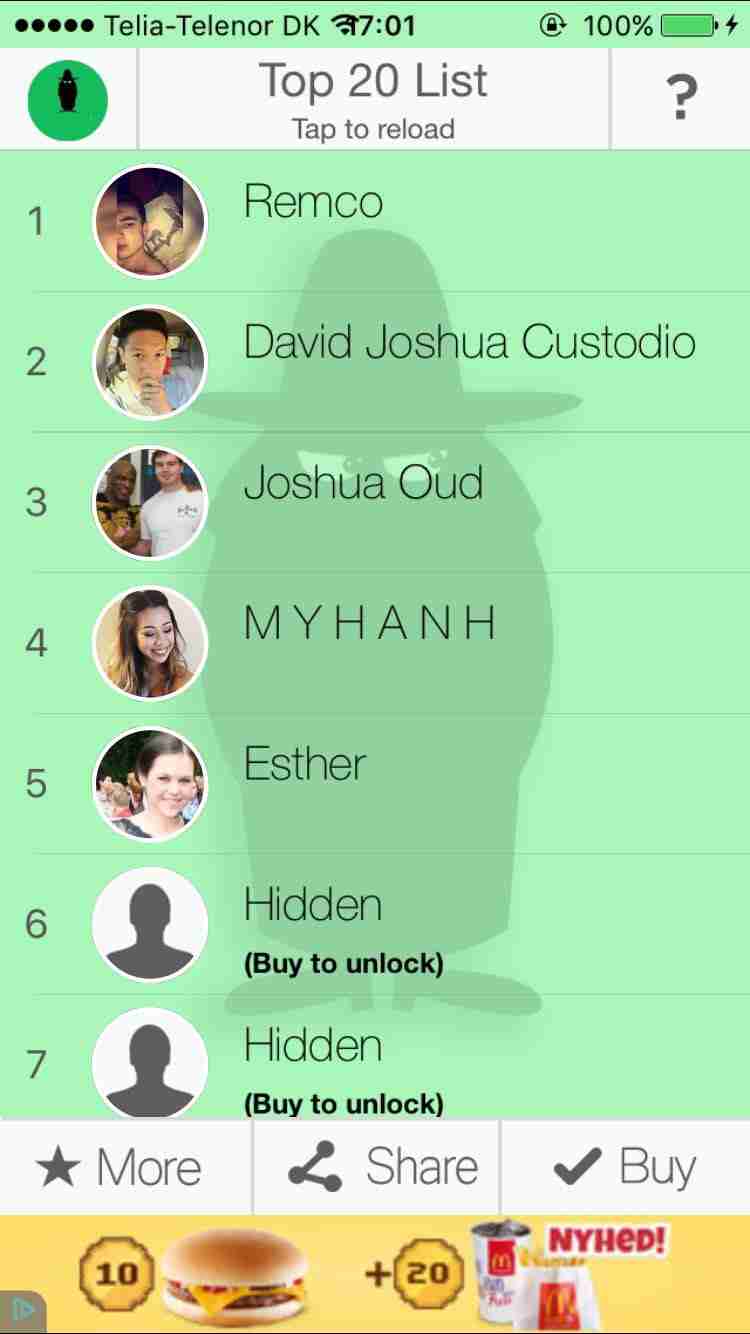 Telia-Telenor DK 17:01 100%
Top 20 List
Tap to reload
?
1 Remco
2 David Joshua Custodio
3 Joshua Oud
4 M Y H A N H
5 Esther
6 Hidden
(Buy to unlock)
7 Hidden
(Buy to unlock)
More Share Buy
NYHED!
10 +20